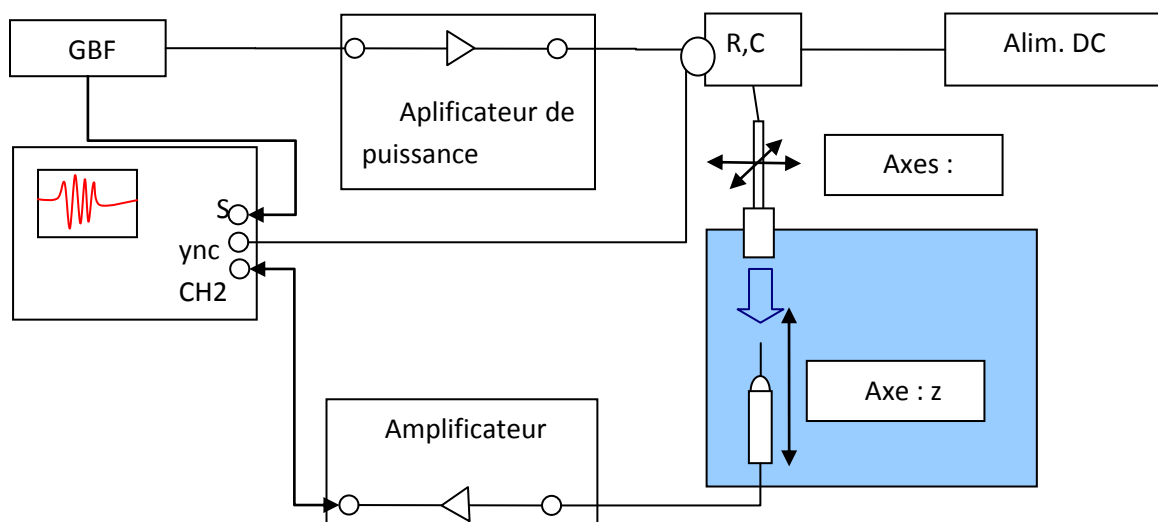 GBF
R,C
Alim. DC
Aplificateur de
puissance
Axes :
S
ync
CH2
Axe : z
Amplificateur